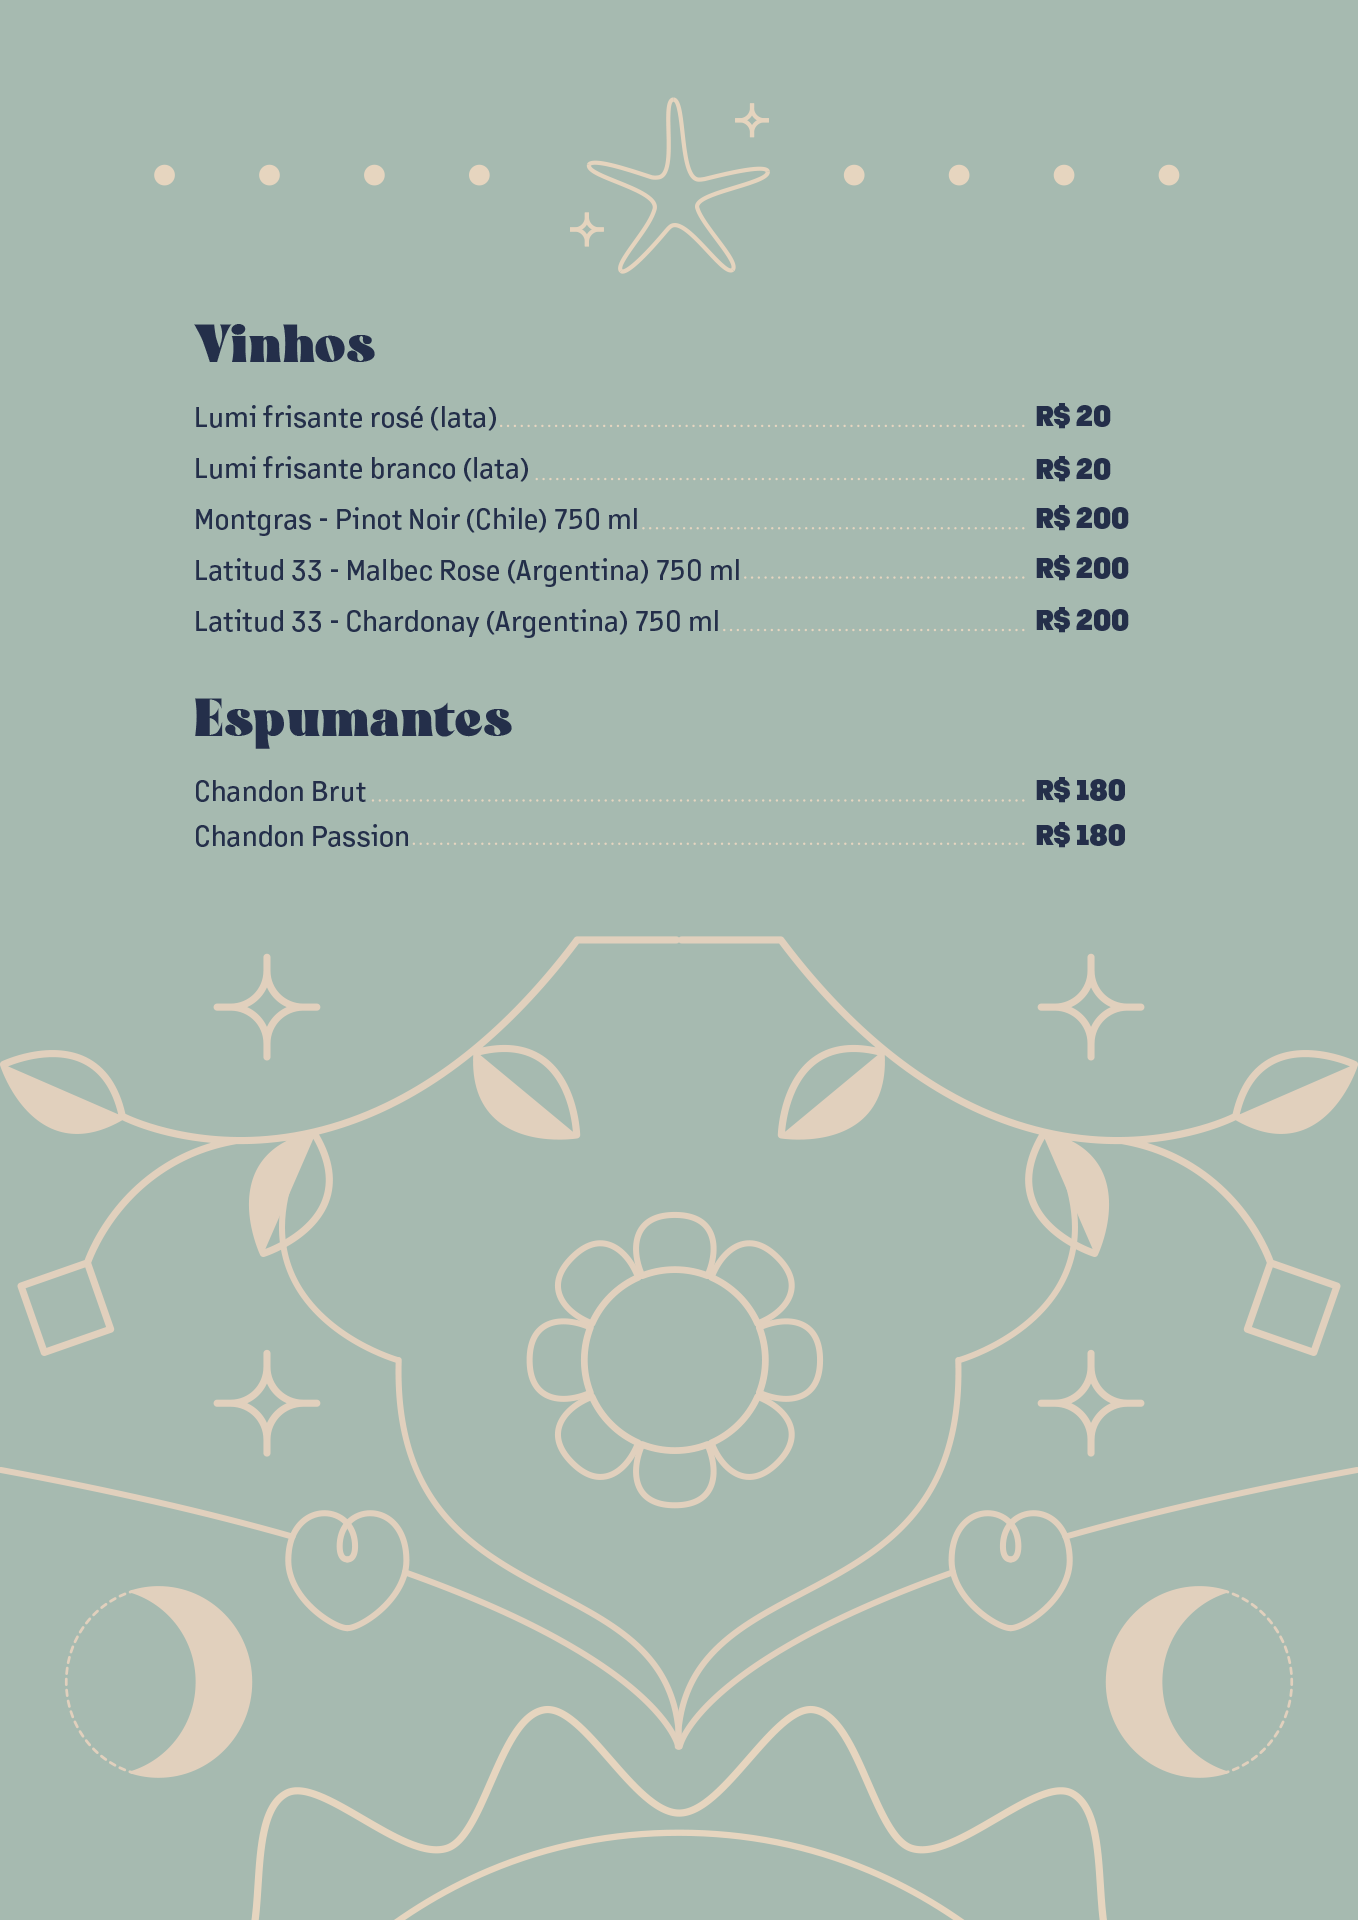 Vinhos
Lumi frisante rosé (lata) R$ 20
Lumi frisante branco (lata) R$ 20
Montgras - Pinot Noir (Chile) 750 ml R$ 200
Latitud 33 - Malbec Rose (Argentina) 750 ml R$ 200
Latitud 33 - Chardonay (Argentina) 750 ml R$ 200
Espumantes
Chandon Brut R$ 180
Chandon Passion R$ 180